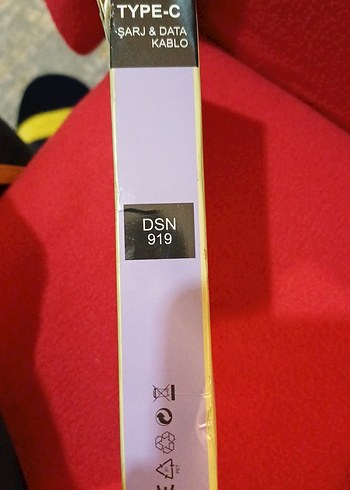 TYPE-C
ŞARJ & DATA
KABLO
DSN
919